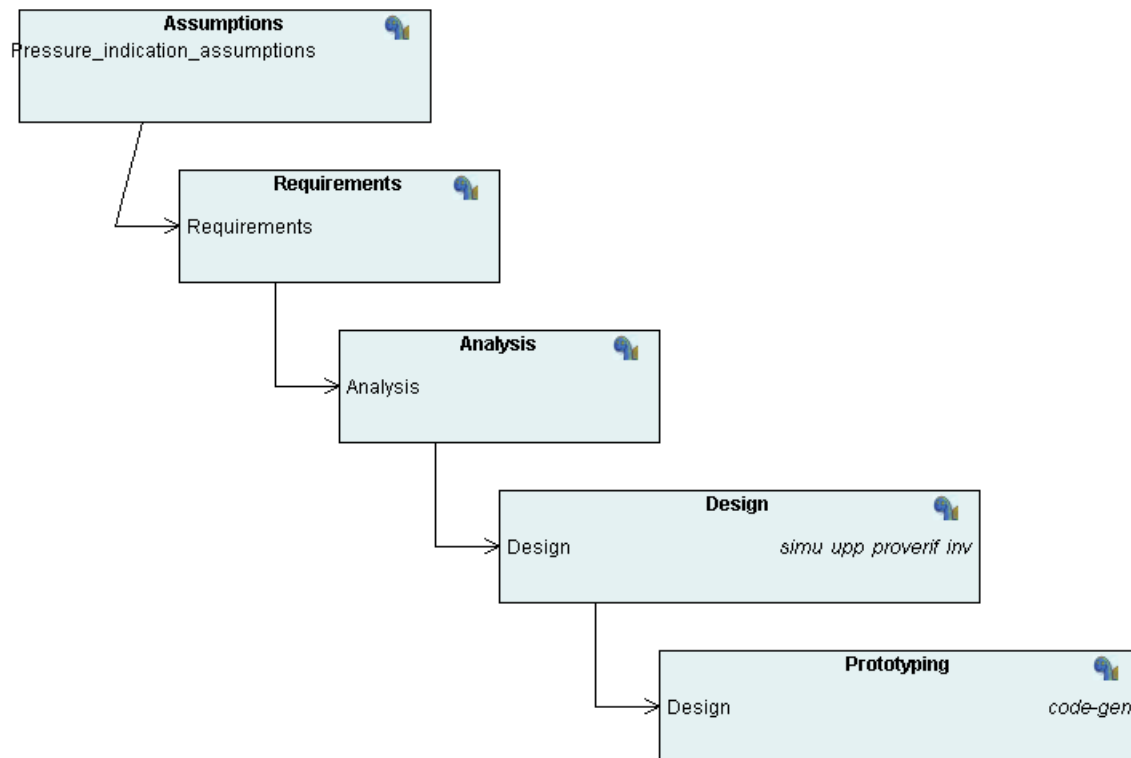 Assumptions
Pressure_indication_assumptions
Requirements
Requirements
Analysis
Analysis
Design
Design simu upp proverif inv
Prototyping
Design code-gen